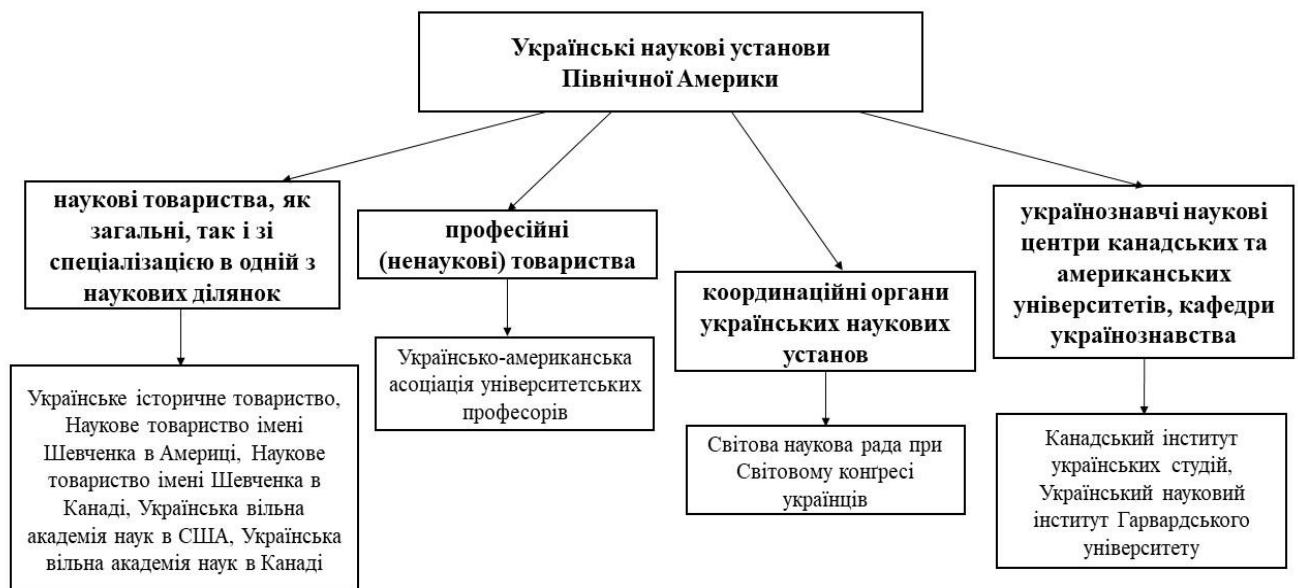 Українські наукові установи
Північної Америки
наукові товариства, як
загальні, так і зі
спеціалізацією в одній з
наукових ділянок
професійні
(ненаукові) товариства
координаційні органи
українських наукових
установ
українознавчі наукові
центри канадських та
американських
університетів, кафедри
українознавства
Українське історичне товариство,
Наукове товариство імені
Шевченка в Америці, Наукове
товариство імені Шевченка в
Канаді, Українська вільна
академія наук в США, Українська
вільна академія наук в Канаді
Українсько-американська
асоціація університетських
професорів
Світова наукова рада при
Світовому конґресі
українців
Канадський інститут
українських студій,
Український науковий
інститут Гарвардського
університету